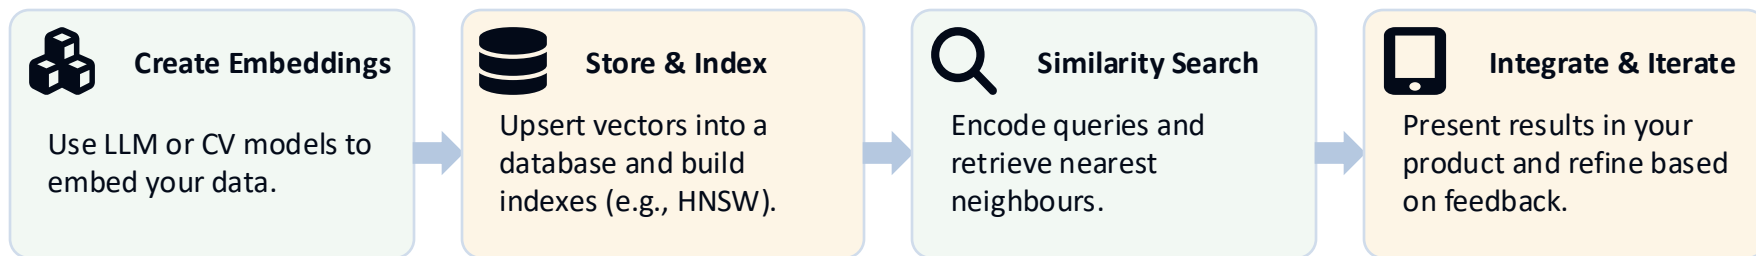 Create Embeddings
Use LLM or CV models to
embed your data.
Store & Index
Upsert vectors into a
database and build
indexes (e.g., HNSW).
Similarity Search
Encode queries and
retrieve nearest
neighbours.
Integrate & Iterate
Present results in your
product and refine based
on feedback.